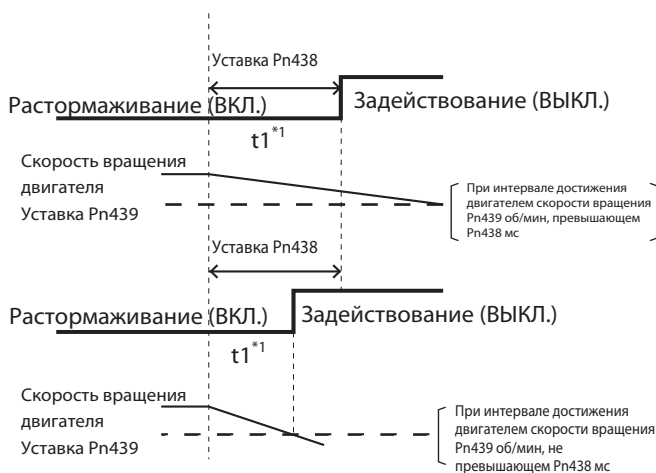 Уставка Pn438
Растормаживание (ВКЛ.)
Задействование (ВЫКЛ.)
t1*1
Скорость вращения
двигателя
Уставка Pn439
При интервале достижения
двигателем скорости вращения
Pn439 об/мин, превышающем
Pn438 мс
Уставка Pn438
Растормаживание (ВКЛ.)
Задействование (ВЫКЛ.)
t1*1
Скорость вращения
двигателя
Уставка Pn439
При интервале достижения
двигателем скорости вращения
Pn439 об/мин, не
превышающем Pn438 мс